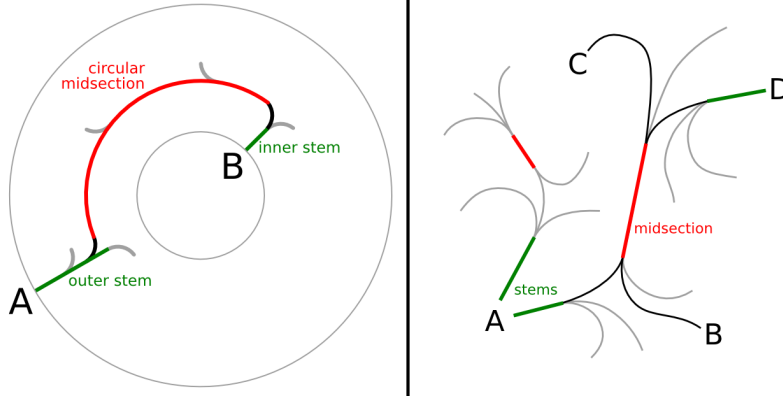 circular
midsection
B
inner stem
outer stem
A
C
D
midsection
stems
A
B